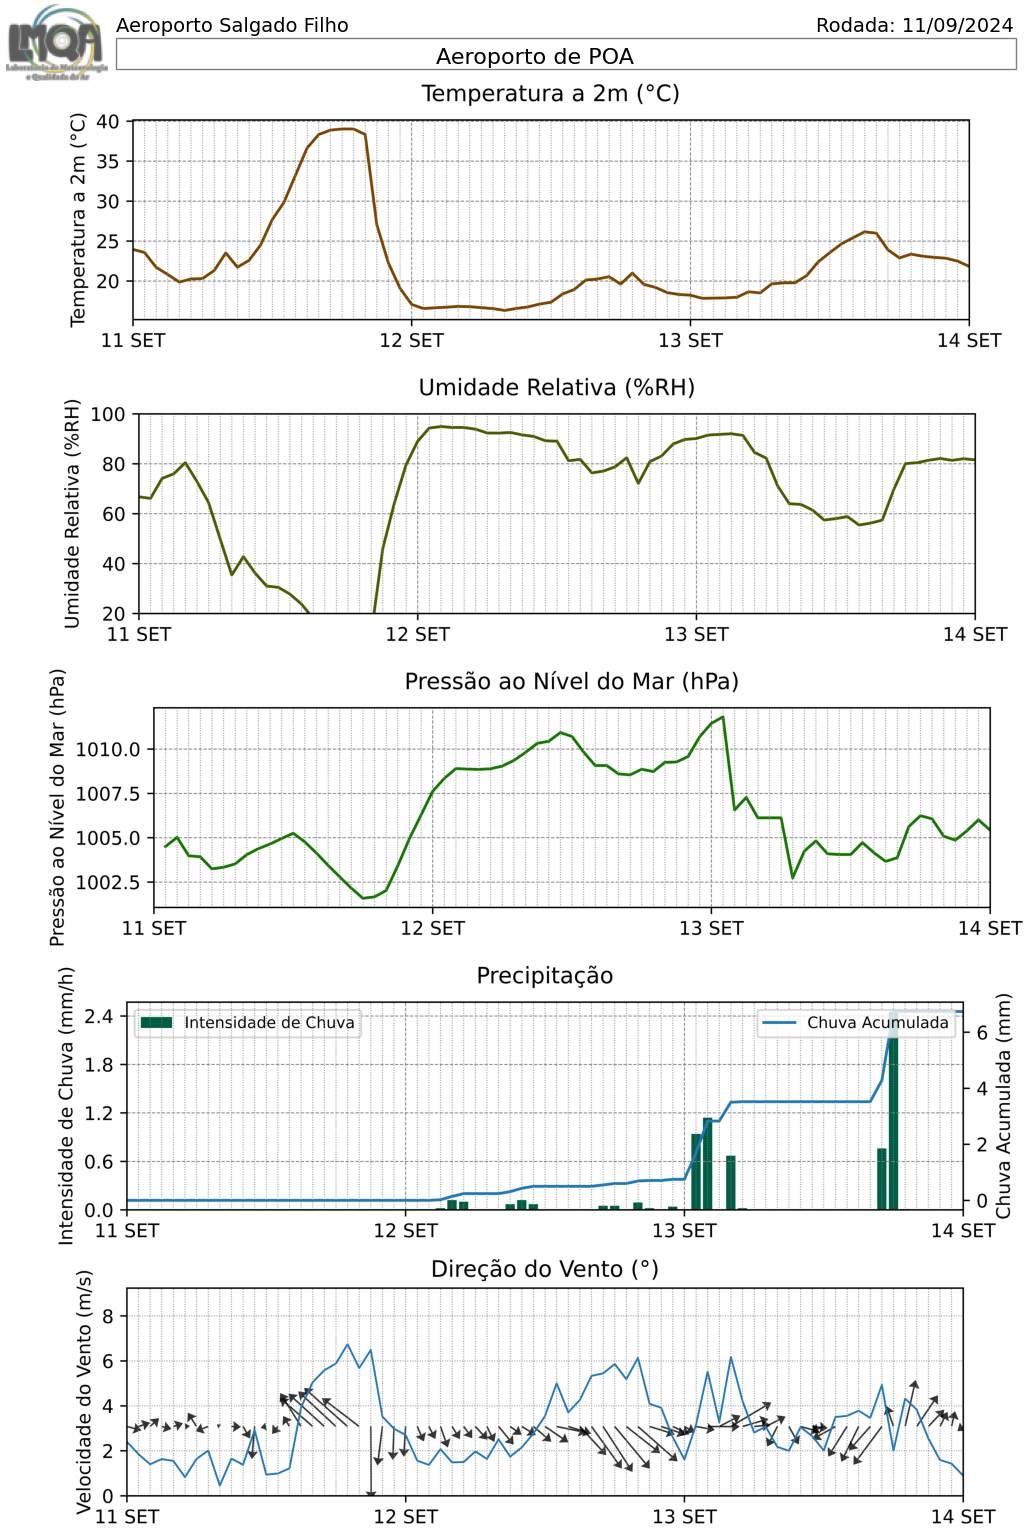 LMQA
Laboratório de Meteorologia
e Qualidade do Ar
Aeroporto Salgado Filho
Rodada: 11/09/2024
Aeroporto de POA
Temperatura a 2m (°C)
Temperatura a 2m (°C)
40
35
30
25
20
11 SET
12 SET
13 SET
14 SET
Umidade Relativa (%RH)
Umidade Relativa (%RH)
100
80
60
40
20
11 SET
12 SET
13 SET
14 SET
Pressão ao Nível do Mar (hPa)
Pressão ao Nível do Mar (hPa)
1010.0
1007.5
1005.0
1002.5
11 SET
12 SET
13 SET
14 SET
Precipitação
Intensidade de Chuva (mm/h)
2.4
1.8
1.2
0.6
0.0
Intensidade de Chuva
Chuva Acumulada
6
4
2
0
Chuva Acumulada (mm)
11 SET
12 SET
13 SET
14 SET
Direção do Vento (°)
Velocidade do Vento (m/s)
8
6
4
2
0
11 SET
12 SET
13 SET
14 SET